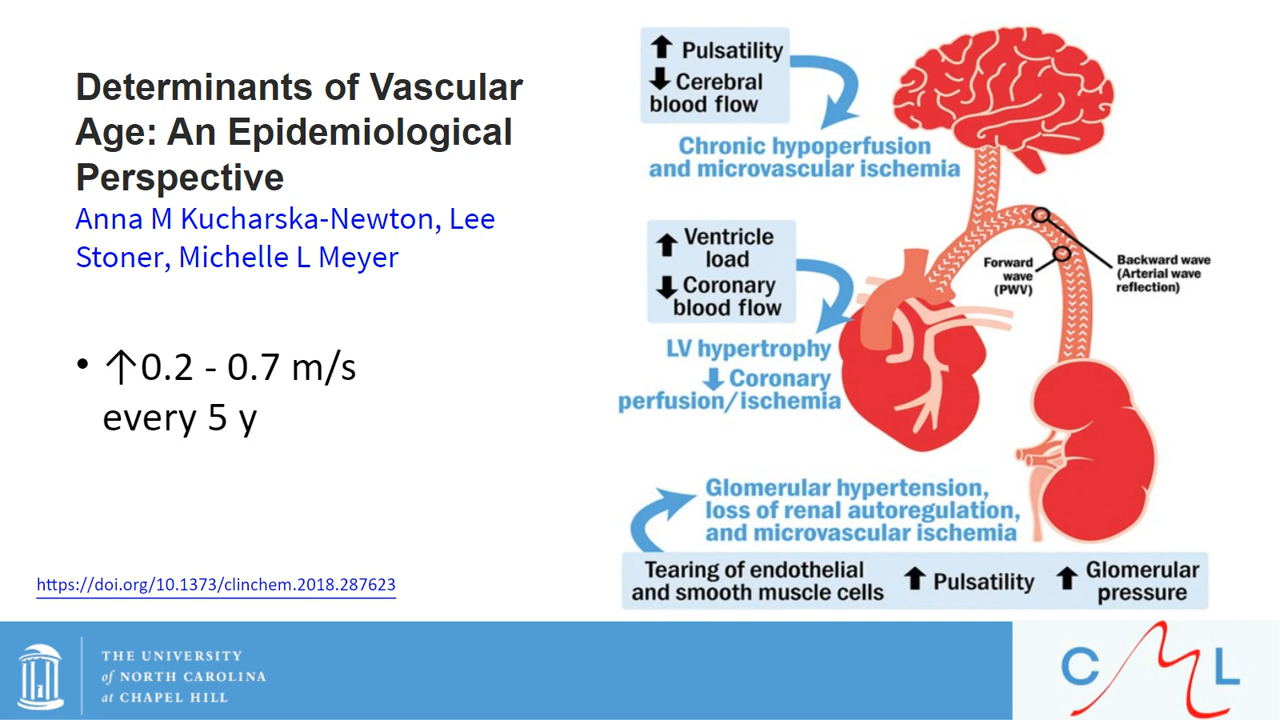 Determinants of Vascular
Age: An Epidemiological
Perspective
Anna M Kucharska-Newton, Lee
Stoner, Michelle L Meyer
• ↑0.2 - 0.7 m/s
every 5 y
https://doi.org/10.1373/clinchem.2018.287623
⬆ Pulsatility
⬇ Cerebral
blood flow
Chronic hypoperfusion
and microvascular ischemia
⬆ Ventricle
load
⬇ Coronary
blood flow
LV hypertrophy
⬇ Coronary
perfusion/ischemia
Forward
wave
(PWV)
Backward wave
(Arterial wave
reflection)
Glomerular hypertension,
loss of renal autoregulation,
and microvascular ischemia
Tearing of endothelial
and smooth muscle cells
⬆ Pulsatility
⬆ Glomerular
pressure
THE UNIVERSITY
of NORTH CAROLINA
at CHAPEL HILL
CML